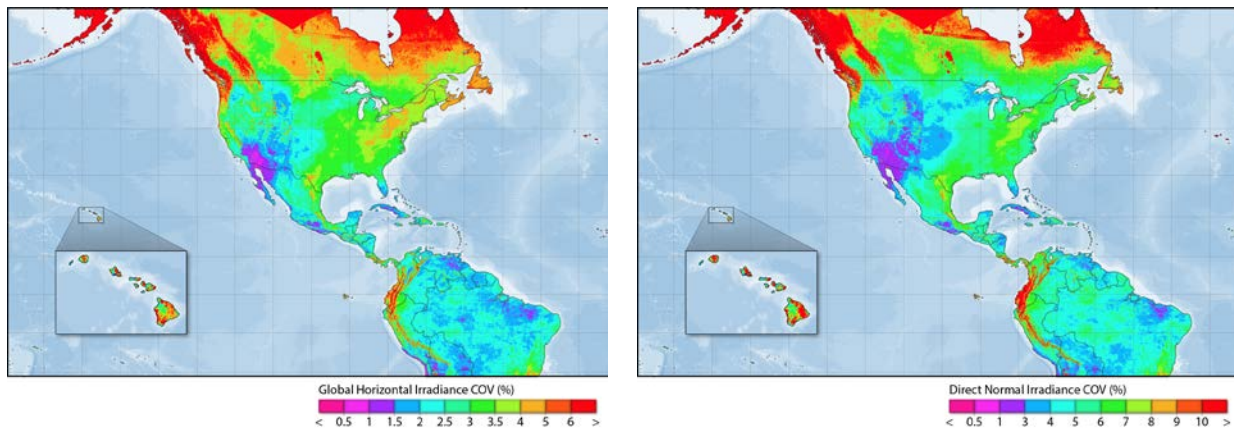 Global Horizontal Irradiance COV (%)
< 0.5 1 1.5 2 2.5 3 3.5 4 5 6 >
Direct Normal Irradiance COV (%)
< 0.5 1 3 4 5 6 7 8 9 10 >